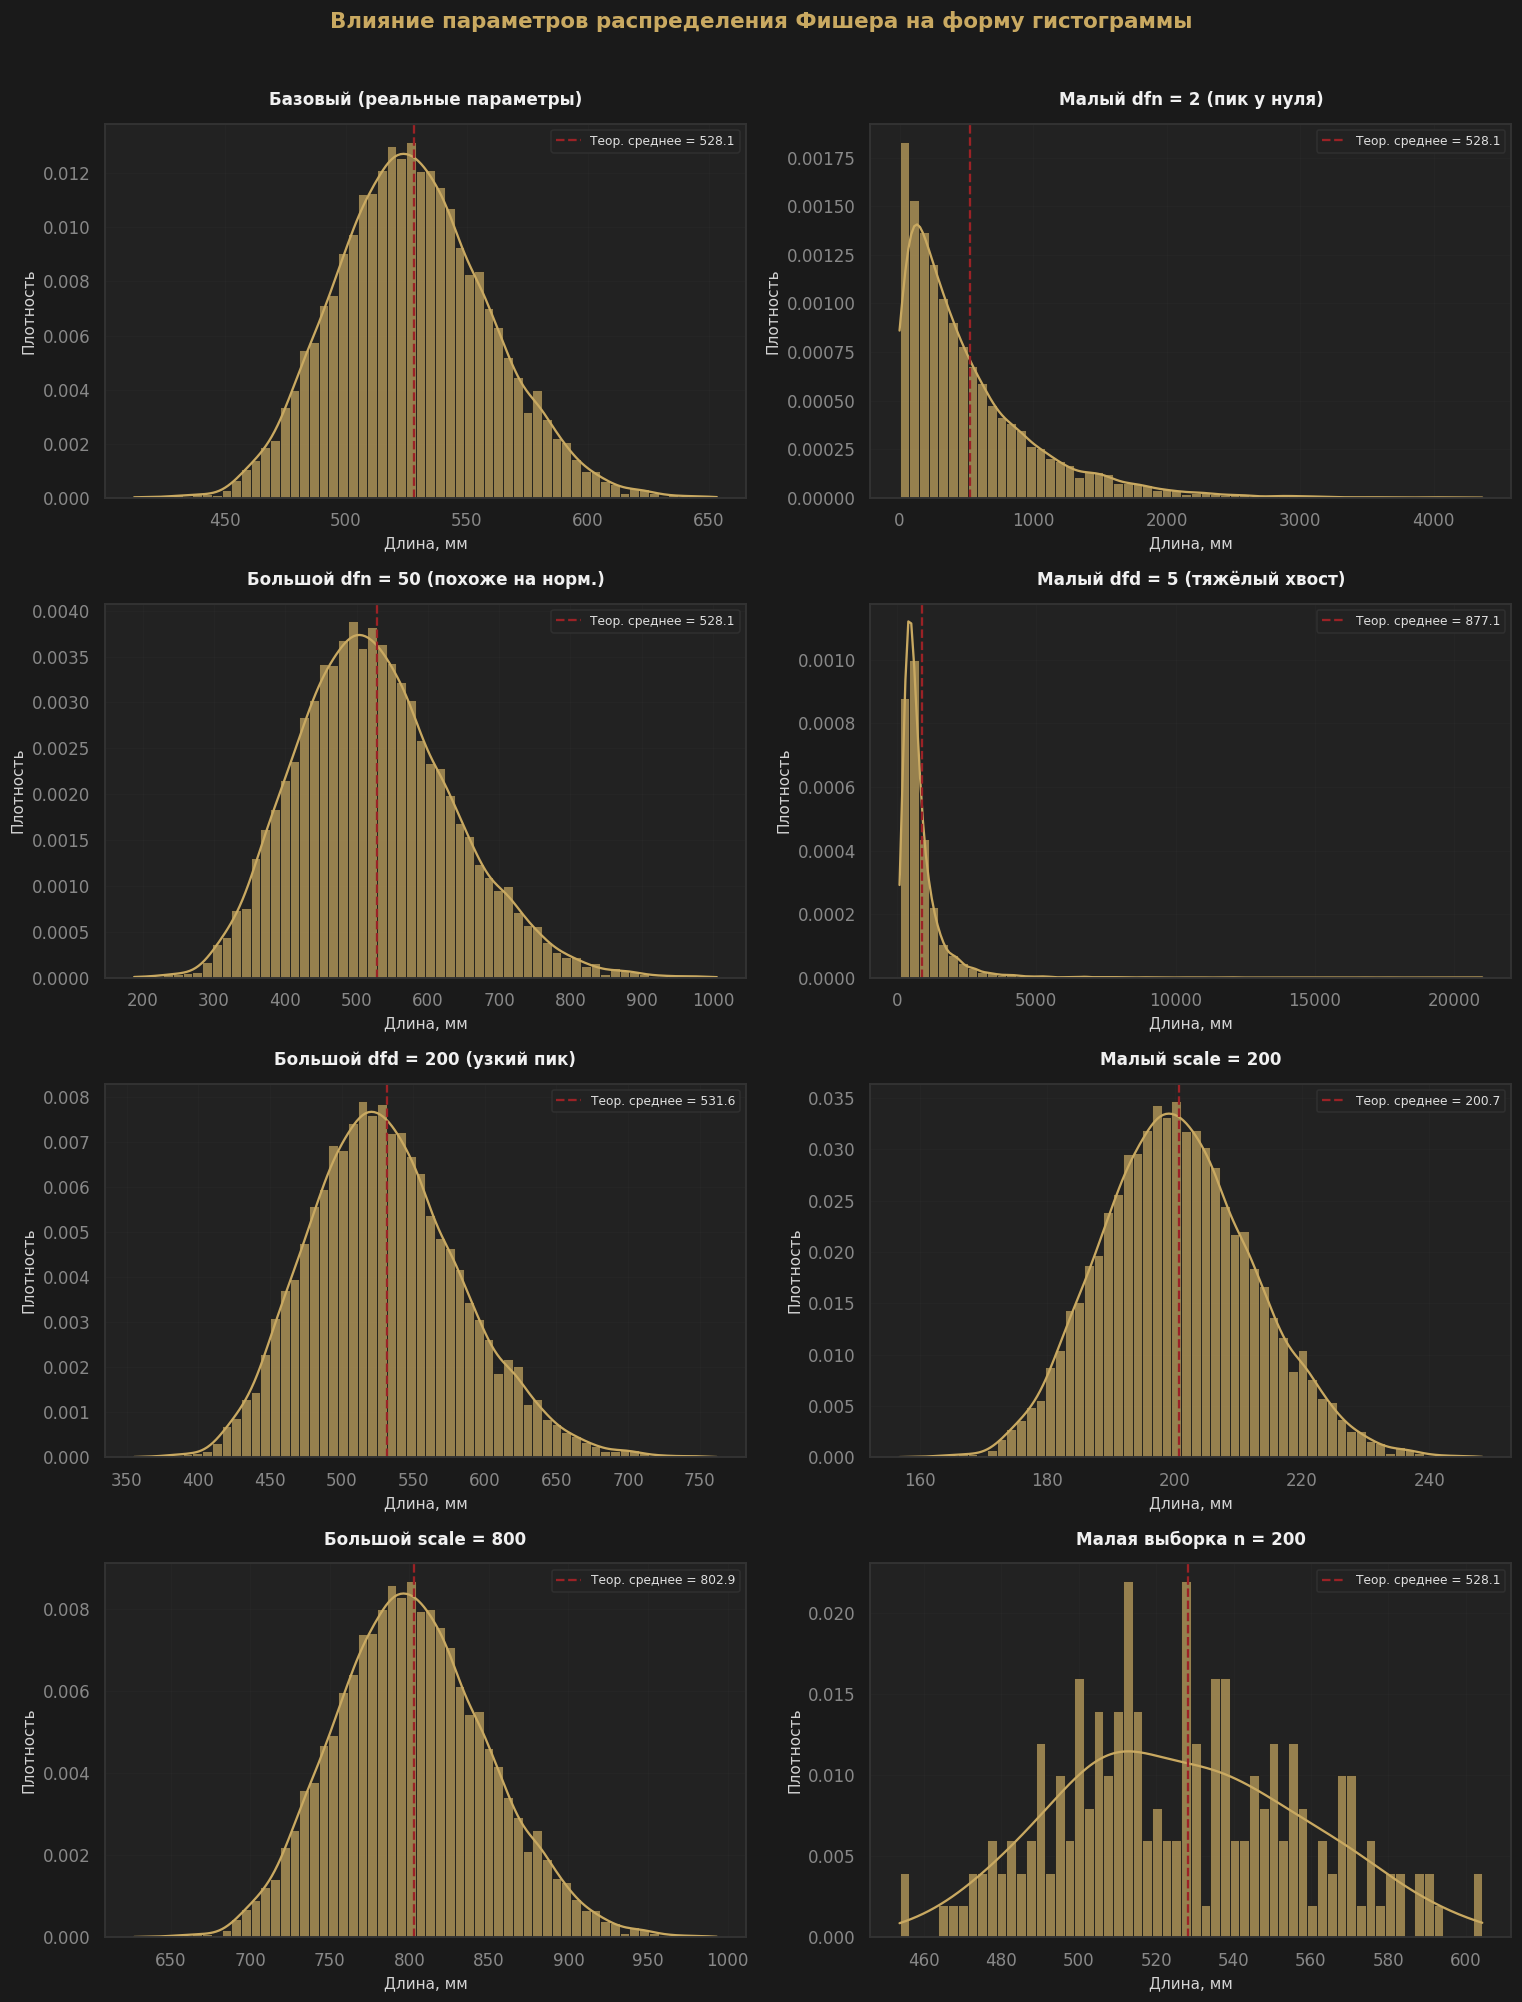 Влияние параметров распределения Фишера на форму гистограммы
Базовый (реальные параметры)
Теор. среднее = 528.1
Плотность
0.012
0.010
0.008
0.006
0.004
0.002
0.000
450 500 550 600 650
Длина, мм
Малый dfn = 2 (пик у нуля)
Теор. среднее = 528.1
Плотность
0.00175
0.00150
0.00125
0.00100
0.00075
0.00050
0.00025
0.00000
0 1000 2000 3000 4000
Длина, мм
Большой dfn = 50 (похоже на норм.)
Теор. среднее = 528.1
Плотность
0.0040
0.0035
0.0030
0.0025
0.0020
0.0015
0.0010
0.0005
0.0000
200 300 400 500 600 700 800 900 1000
Длина, мм
Малый dfd = 5 (тяжёлый хвост)
Теор. среднее = 877.1
Плотность
0.0010
0.0008
0.0006
0.0004
0.0002
0.0000
0 5000 10000 15000 20000
Длина, мм
Большой dfd = 200 (узкий пик)
Теор. среднее = 531.6
Плотность
0.008
0.007
0.006
0.005
0.004
0.003
0.002
0.001
0.000
350 400 450 500 550 600 650 700 750
Длина, мм
Малый scale = 200
Теор. среднее = 200.7
Плотность
0.035
0.030
0.025
0.020
0.015
0.010
0.005
0.000
160 180 200 220 240
Длина, мм
Большой scale = 800
Теор. среднее = 802.9
Плотность
0.008
0.006
0.004
0.002
0.000
650 700 750 800 850 900 950 1000
Длина, мм
Малая выборка n = 200
Теор. среднее = 528.1
Плотность
0.020
0.015
0.010
0.005
0.000
460 480 500 520 540 560 580 600
Длина, мм